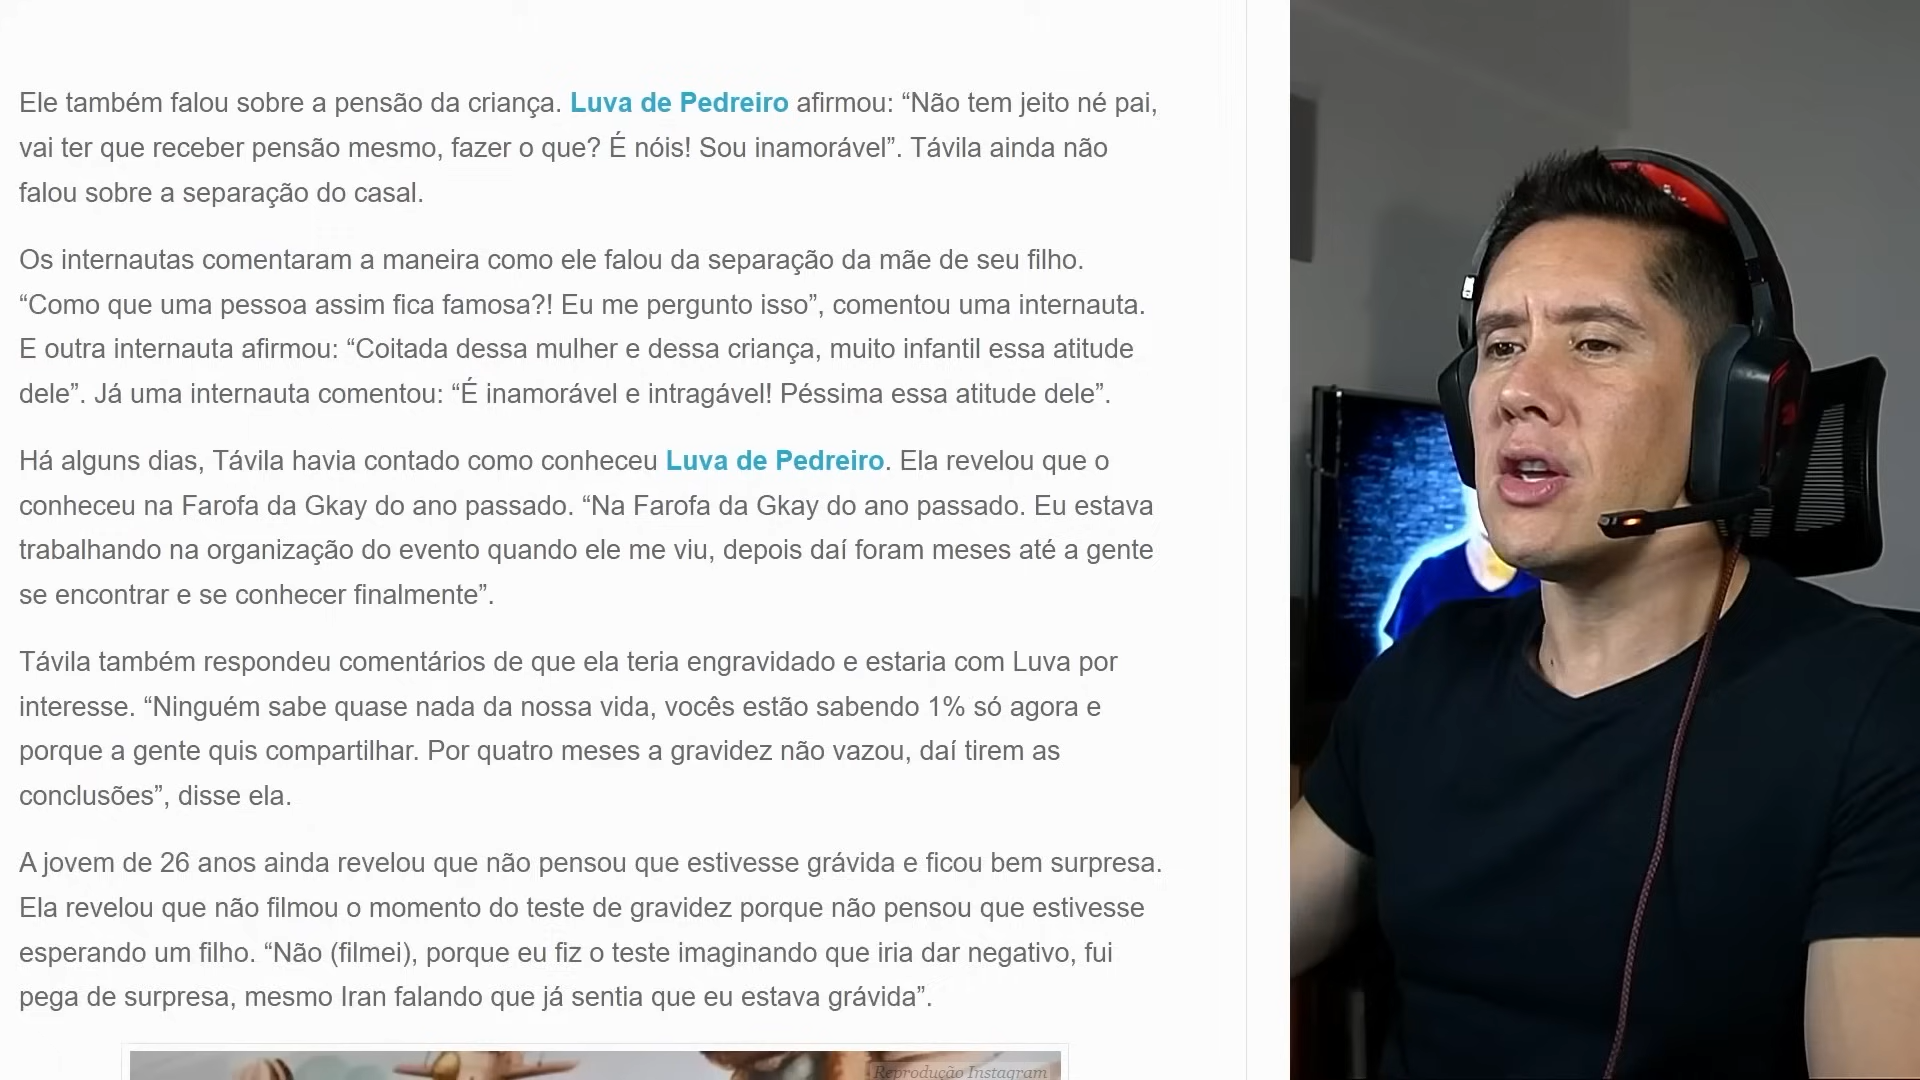 Ele também falou sobre a pensão da criança. Luva de Pedreiro afirmou: “Não tem jeito né pai,
vai ter que receber pensão mesmo, fazer o que? É nóis! Sou inamorável”. Távila ainda não
falou sobre a separação do casal.
Os internautas comentaram a maneira como ele falou da separação da mãe de seu filho.
“Como que uma pessoa assim fica famosa?! Eu me pergunto isso”, comentou uma internauta.
E outra internauta afirmou: “Coitada dessa mulher e dessa criança, muito infantil essa atitude
dele”. Já uma internauta comentou: “É inamorável e intragável! Péssima essa atitude dele”.
Há alguns dias, Távila havia contado como conheceu Luva de Pedreiro. Ela revelou que o
conheceu na Farofa da Gkay do ano passado. “Na Farofa da Gkay do ano passado. Eu estava
trabalhando na organização do evento quando ele me viu, depois daí foram meses até a gente
se encontrar e se conhecer finalmente”.
Távila também respondeu comentários de que ela teria engravidado e estaria com Luva por
interesse. “Ninguém sabe quase nada da nossa vida, vocês estão sabendo 1% só agora e
porque a gente quis compartilhar. Por quatro meses a gravidez não vazou, daí tirem as
conclusões”, disse ela.
A jovem de 26 anos ainda revelou que não pensou que estivesse grávida e ficou bem surpresa.
Ela revelou que não filmou o momento do teste de gravidez porque não pensou que estivesse
esperando um filho. “Não (filmei), porque eu fiz o teste imaginando que iria dar negativo, fui
pega de surpresa, mesmo Iran falando que já sentia que eu estava grávida”.
Reprodução Instagram